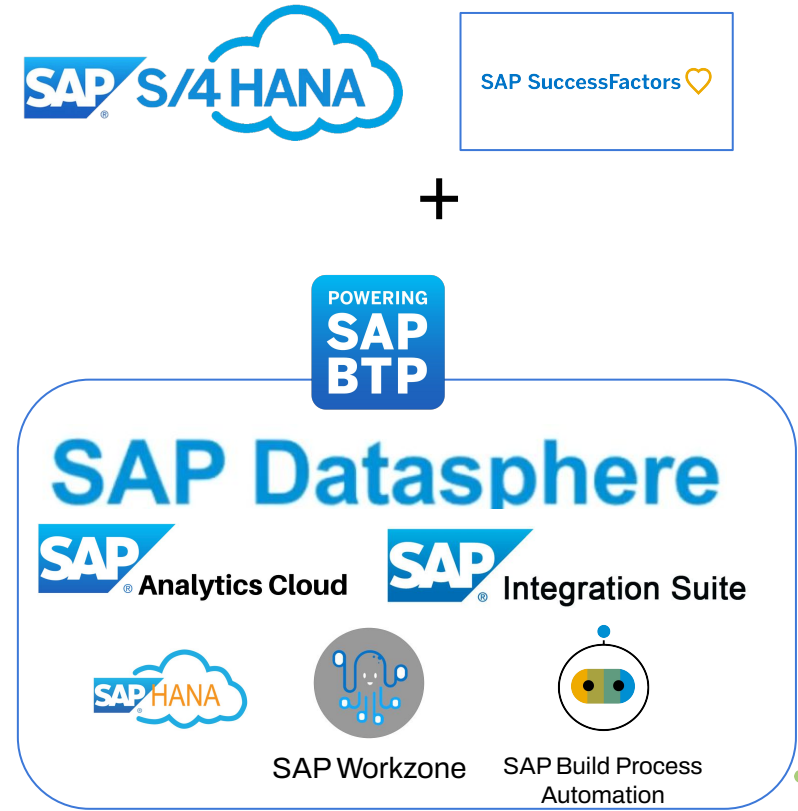 SAP® S/4HANA
SAP SuccessFactors
+
POWERING
SAP
BTP
SAP Datasphere
SAP® Analytics Cloud
SAP® Integration Suite
SAP HANA
SAP Workzone
SAP Build Process
Automation